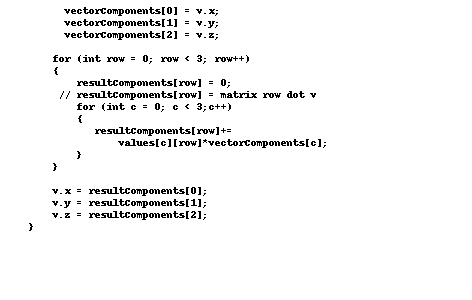 vectorComponents[0] = v.x;
vectorComponents[1] = v.y;
vectorComponents[2] = v.z;
for (int row = 0; row < 3; row++)
{
resultComponents[row] = 0;
// resultComponents[row] = matrix row dot v
for (int c = 0; c < 3;c++)
{
resultComponents[row]+=
values[c][row]*vectorComponents[c];
}
}
v.x = resultComponents[0];
v.y = resultComponents[1];
v.z = resultComponents[2];
}